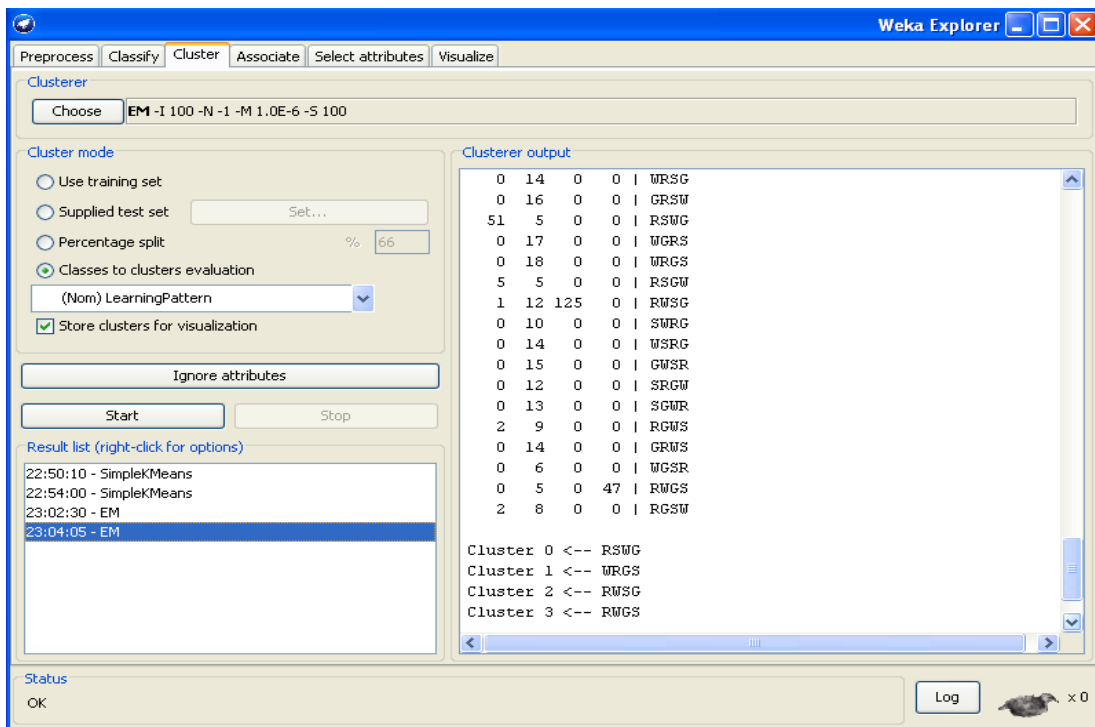 Weka Explorer
Preprocess Classify Cluster Associate Select attributes Visualize
Clusterer
Choose EM -I 100 -N -1 -M 1.0E-6 -S 100
Cluster mode
Use training set
Supplied test set Set...
Percentage split % 66
Classes to clusters evaluation
(Nom) LearningPattern
Store clusters for visualization
Ignore attributes
Start Stop
Result list (right-click for options)
22:50:10 - SimpleKMeans
22:54:00 - SimpleKMeans
23:02:30 - EM
23:04:05 - EM
Clusterer output
0 14 0 0 | WRSG
0 16 0 0 | GRSW
51 5 0 0 | RSWG
0 17 0 0 | WGRS
0 18 0 0 | WRGS
5 5 0 0 | RSGW
1 12 125 0 | RWSG
0 10 0 0 | SWRG
0 14 0 0 | WSRG
0 15 0 0 | GWSR
0 12 0 0 | SRGW
0 13 0 0 | SGWR
2 9 0 0 | RGWS
0 14 0 0 | GRWS
0 6 0 0 | WGSR
0 5 0 47 | RWGS
2 8 0 0 | RGSW
Cluster 0 <-- RSWG
Cluster 1 <-- WRGS
Cluster 2 <-- RWSG
Cluster 3 <-- RWGS
Status
OK
Log
x 0